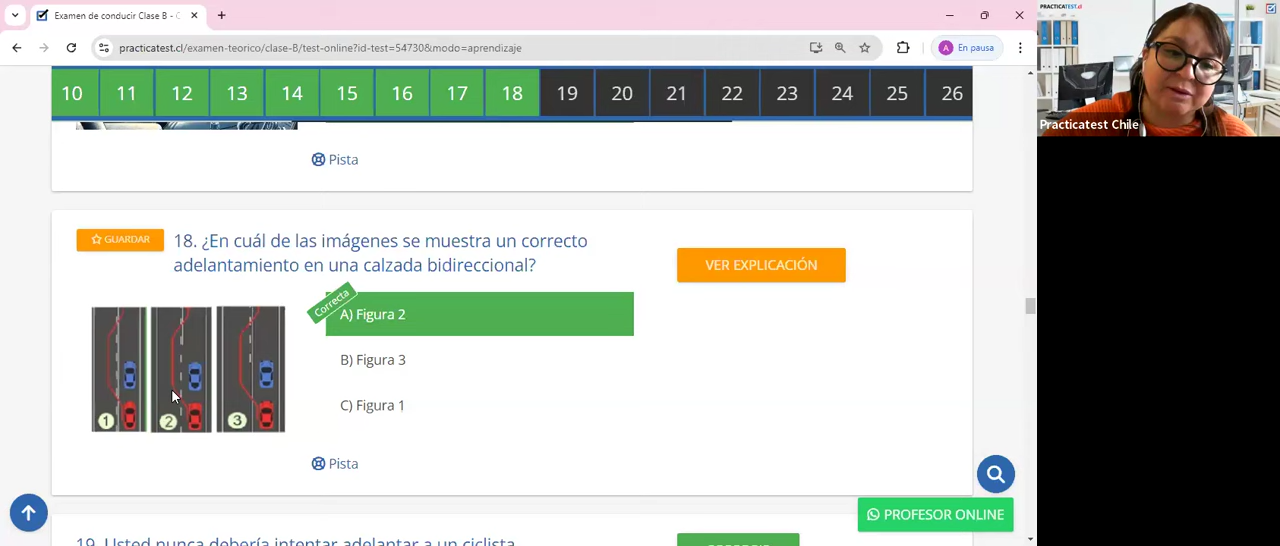 Examen de conducir Clase B - C
practicatest.cl/examen-teorico/clase-B/test-online?id-test=54730&modo=aprendizaje
A
En pausa
PRACTICATEST.cl
Practicatest Chile
10 11 12 13 14 15 16 17 18 19 20 21 22 23 24 25 26
Pista
GUARDAR
18. ¿En cuál de las imágenes se muestra un correcto
adelantamiento en una calzada bidireccional?
VER EXPLICACIÓN
Correcta
A) Figura 2
B) Figura 3
C) Figura 1
1 2 3
Pista
PROFESOR ONLINE
19. Usted nunca debería intentar adelantar a un ciclista